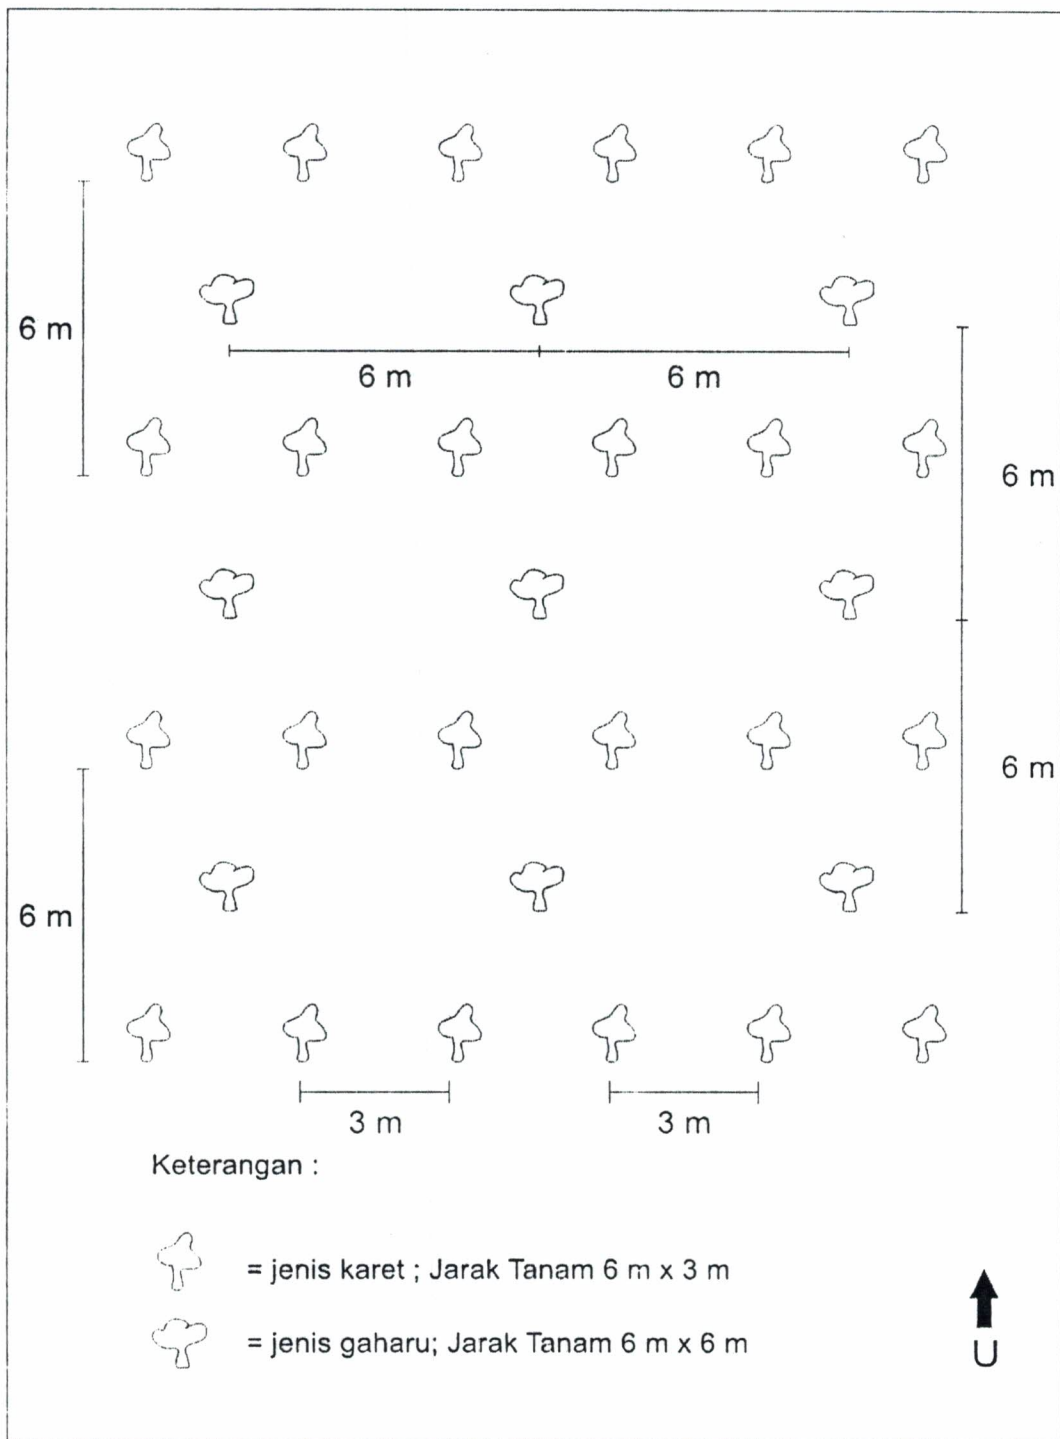 6 m
6 m
6 m
6 m
6 m
6 m
3 m
3 m
Keterangan :
= jenis karet ; Jarak Tanam 6 m x 3 m
= jenis gaharu; Jarak Tanam 6 m x 6 m
U